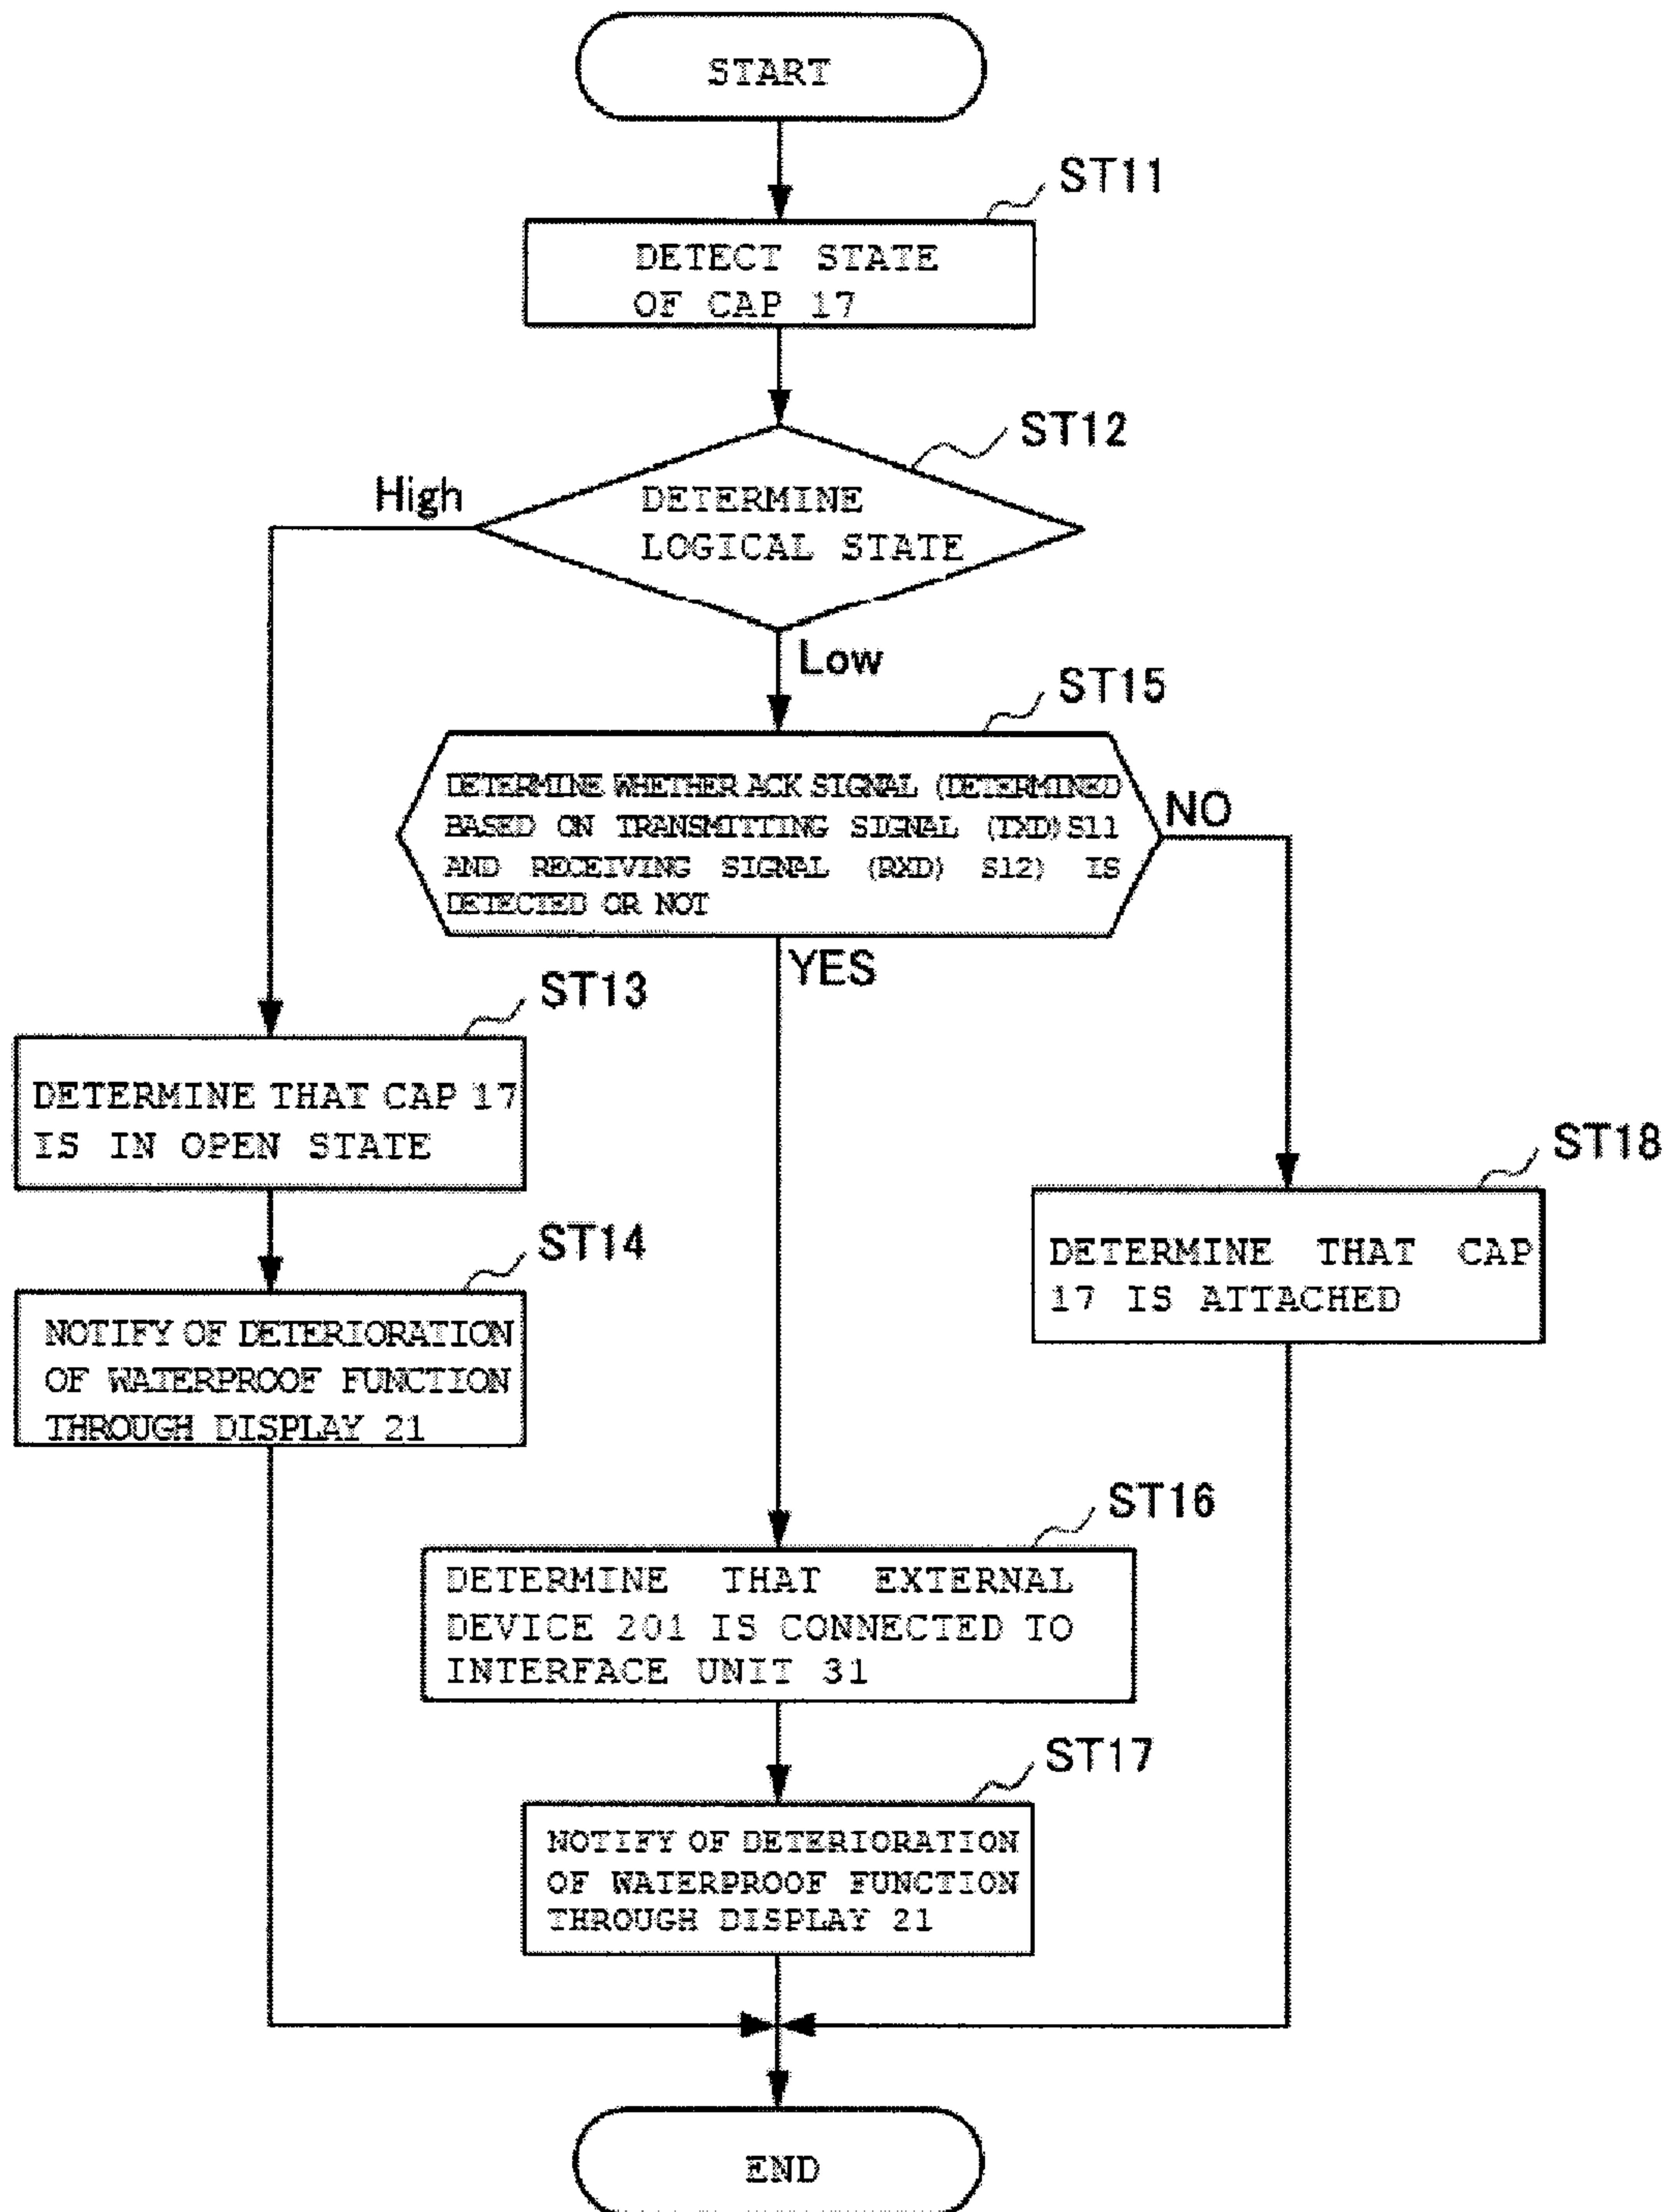 START
ST11
DETECT STATE
OF CAP 17
ST12
High
DETERMINE
LOGICAL STATE
Low
ST15
DETERMINE WHETHER ACK SIGNAL (DETERMINED
BASED ON TRANSMITTING SIGNAL (TXD) S11
AND RECEIVING SIGNAL (RXD) S12) IS
DETECTED OR NOT
NO
YES
ST13
DETERMINE THAT CAP 17
IS IN OPEN STATE
ST18
DETERMINE THAT CAP
17 IS ATTACHED
ST14
NOTIFY OF DETERIORATION
OF WATERPROOF FUNCTION
THROUGH DISPLAY 21
ST16
DETERMINE THAT EXTERNAL
DEVICE 201 IS CONNECTED TO
INTERFACE UNIT 31
ST17
NOTIFY OF DETERIORATION
OF WATERPROOF FUNCTION
THROUGH DISPLAY 21
END